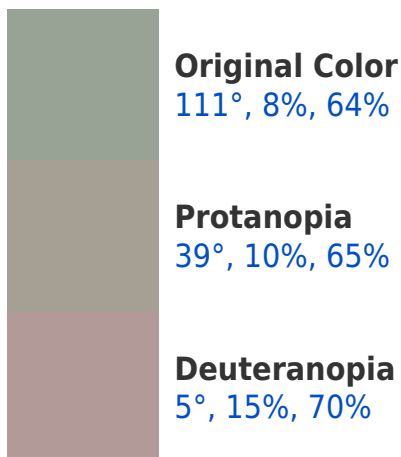 Original Color
111°, 8%, 64%
Protanopia
39°, 10%, 65%
Deuteranopia
5°, 15%, 70%